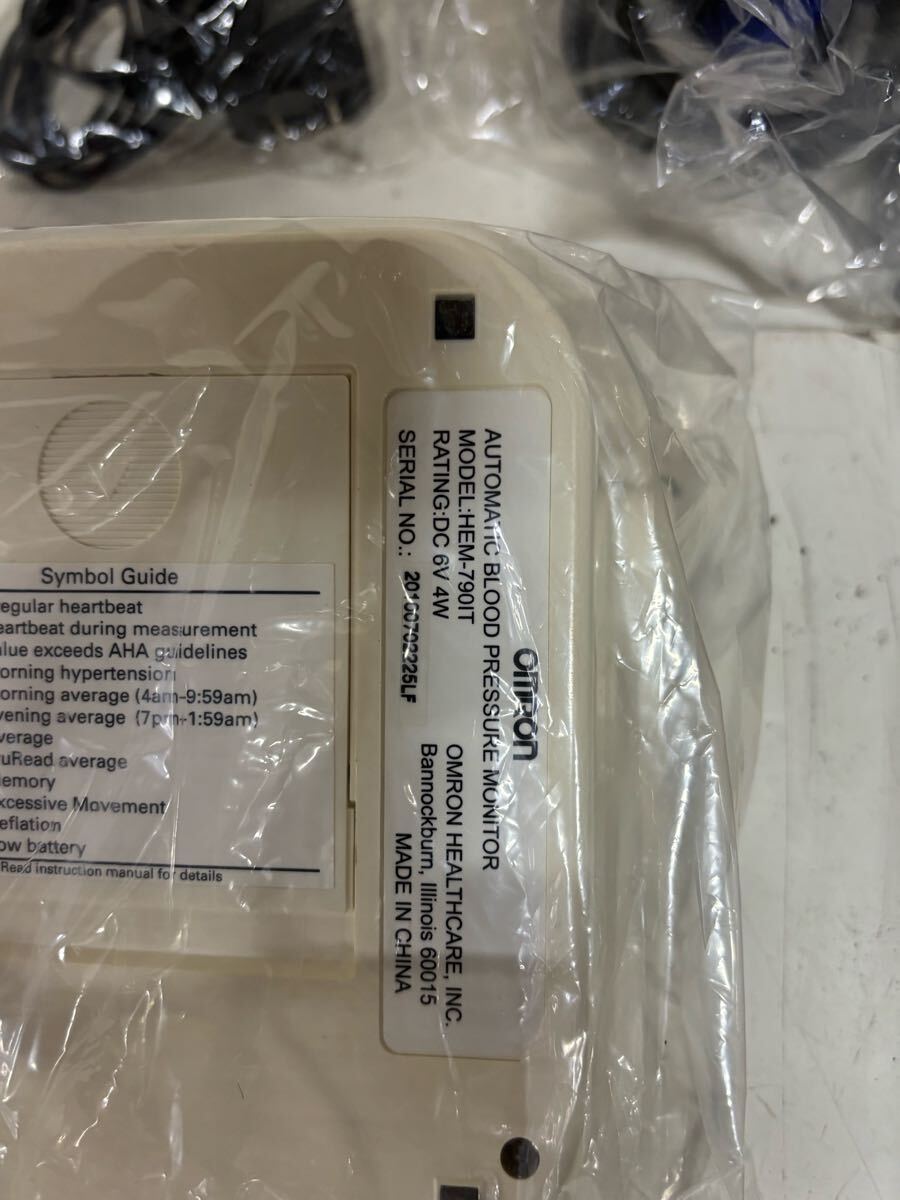 Symbol Guide
regular heartbeat
eartbeat during measurement
alue exceeds AHA guidelines
orning hypertension
orning average (4am-9:59am)
vening average (7pm-1:59am)
verage
ruRead average
emory
xcessive Movement
eflation
ow battery
Read instruction manual for details
OMRON
AUTOMATIC BLOOD PRESSURE MONITOR
MODEL:HEM-790IT
RATING:DC 6V 4W
SERIAL NO.: 20100702225LF
OMRON HEALTHCARE, INC.
Bannockburn, Illinois 60015
MADE IN CHINA